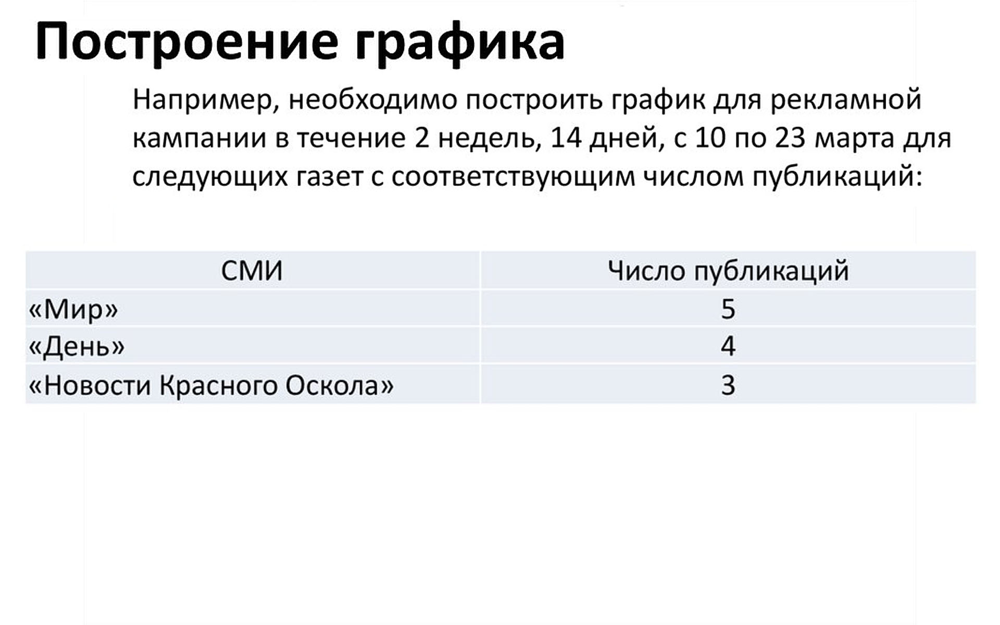 Построение графика
Например, необходимо построить график для рекламной
кампании в течение 2 недель, 14 дней, с 10 по 23 марта для
следующих газет с соответствующим числом публикаций:
СМИ Число публикаций
«Мир» 5
«День» 4
«Новости Красного Оскола» 3